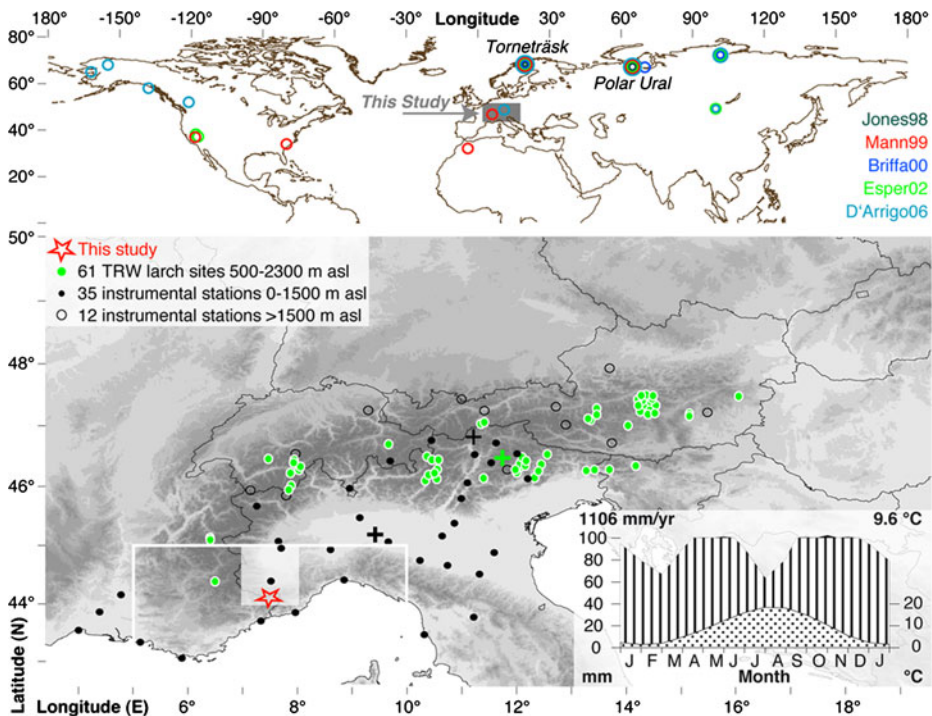 Longitude
-180° -150° -120° -90° -60° -30° 0° 30° 60° 90° 120° 150° 180°
80°
60°
40°
20°
Torneträsk
Polar Ural
This Study
Jones98
Mann99
Briffa00
Esper02
D'Arrigo06
50°
48°
46°
44°
This study
61 TRW larch sites 500-2300 m asl
35 instrumental stations 0-1500 m asl
12 instrumental stations >1500 m asl
1106 mm/yr 9.6 °C
100
80
60
40
20
0
20
10
0
J F M A M J J A S O N D J
mm Month °C
Latitude (N)
Longitude (E) 6° 8° 10° 12° 14° 16° 18°